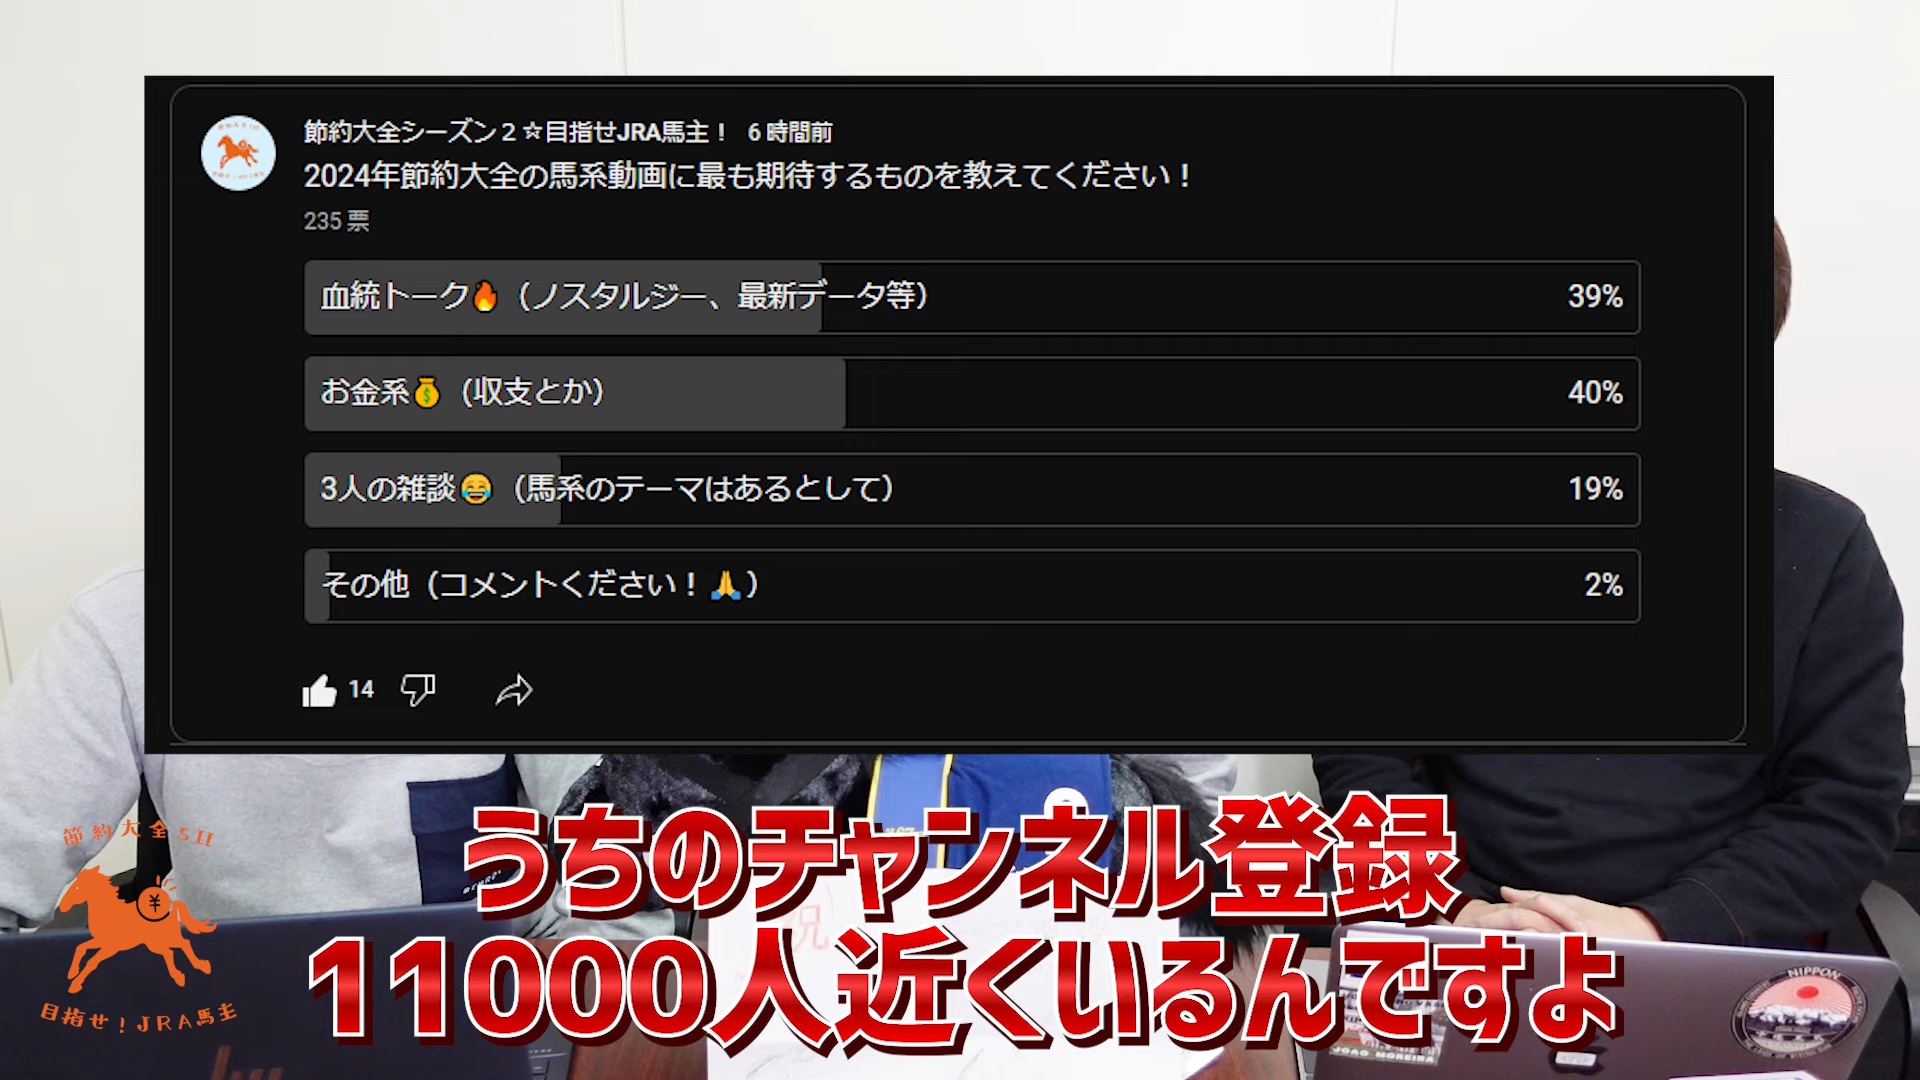 節約大全シーズン２☆目指せJRA馬主！ 6 時間前
2024年節約大全の馬系動画に最も期待するものを教えてください！
235 票
血統トーク🔥（ノスタルジー、最新データ等） 39%
お金系💰（収支とか） 40%
3人の雑談😂（馬系のテーマはあるとして） 19%
その他（コメントください！🙏） 2%
14
うちのチャンネル登録
11000人近くいるんですよ
節約大全SII
¥
目指せ！JRA馬主
祝
NIPPON
JOAO MOREIRA